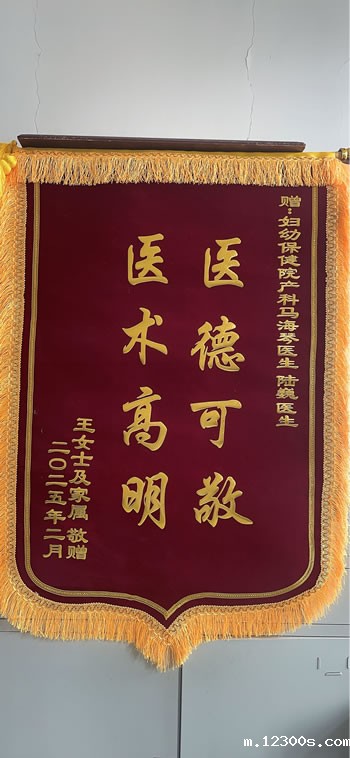 赠：妇幼保健院产科马海琴医生 陆巍医生
医德可敬
医术高明
王女士及家属 敬赠
二〇二五年二月
m.12300s.com